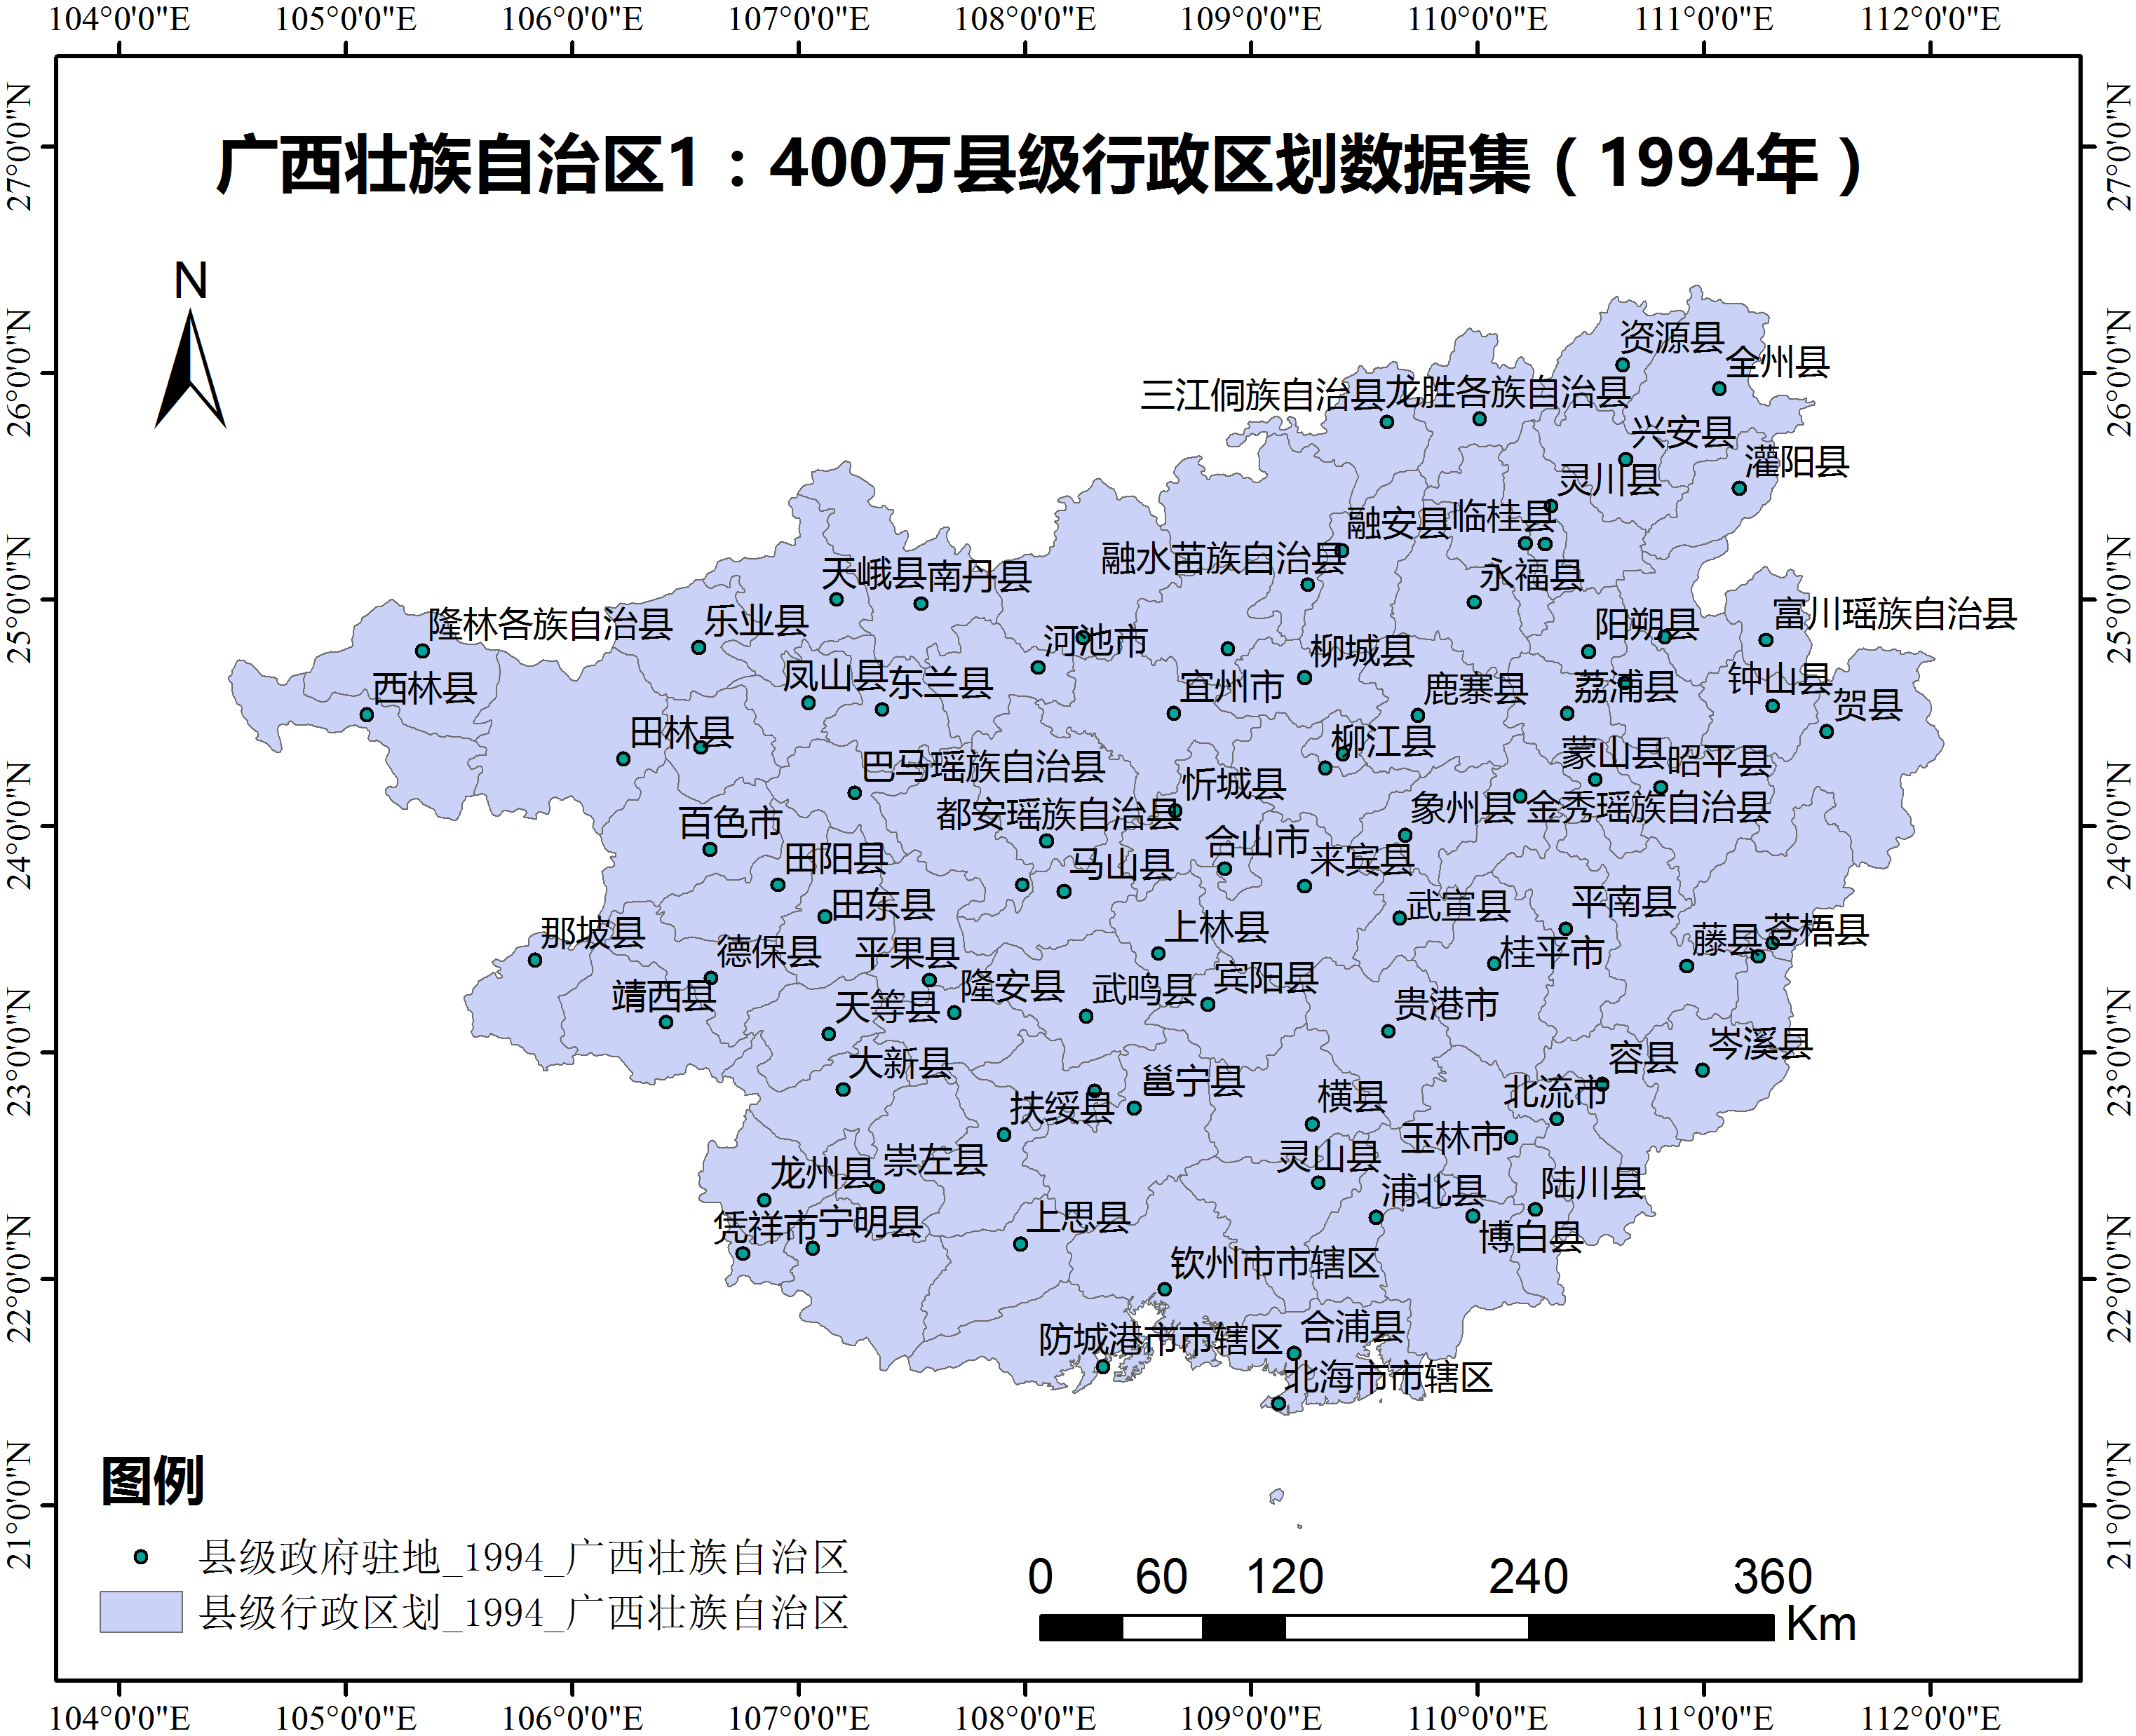 104°0'0"E 105°0'0"E 106°0'0"E 107°0'0"E 108°0'0"E 109°0'0"E 110°0'0"E 111°0'0"E 112°0'0"E
27°0'0"N
26°0'0"N
25°0'0"N
24°0'0"N
23°0'0"N
22°0'0"N
21°0'0"N
27°0'0"N
26°0'0"N
25°0'0"N
24°0'0"N
23°0'0"N
22°0'0"N
21°0'0"N
广西壮族自治区1：400万县级行政区划数据集（1994年）
N
资源县
全州县
三江侗族自治县
龙胜各族自治县
兴安县
灌阳县
灵川县
融安县
临桂县
融水苗族自治县
永福县
天峨县
南丹县
隆林各族自治县
乐业县
河池市
柳城县
阳朔县
富川瑶族自治县
西林县
凤山县
东兰县
宜州市
鹿寨县
荔浦县
钟山县
贺县
田林县
柳江县
蒙山县
昭平县
巴马瑶族自治县
忻城县
百色市
都安瑶族自治县
象州县
金秀瑶族自治县
合山市
田阳县
马山县
来宾县
田东县
武宣县
平南县
那坡县
德保县
平果县
上林县
桂平市
藤县
苍梧县
靖西县
隆安县
武鸣县
宾阳县
天等县
贵港市
大新县
岑溪县
容县
邕宁县
扶绥县
横县
北流市
玉林市
龙州县
崇左县
灵山县
浦北县
陆川县
凭祥市
宁明县
上思县
博白县
钦州市市辖区
防城港市市辖区
合浦县
北海市市辖区
图例
县级政府驻地_1994_广西壮族自治区
县级行政区划_1994_广西壮族自治区
0 60 120 240 360
Km
104°0'0"E 105°0'0"E 106°0'0"E 107°0'0"E 108°0'0"E 109°0'0"E 110°0'0"E 111°0'0"E 112°0'0"E